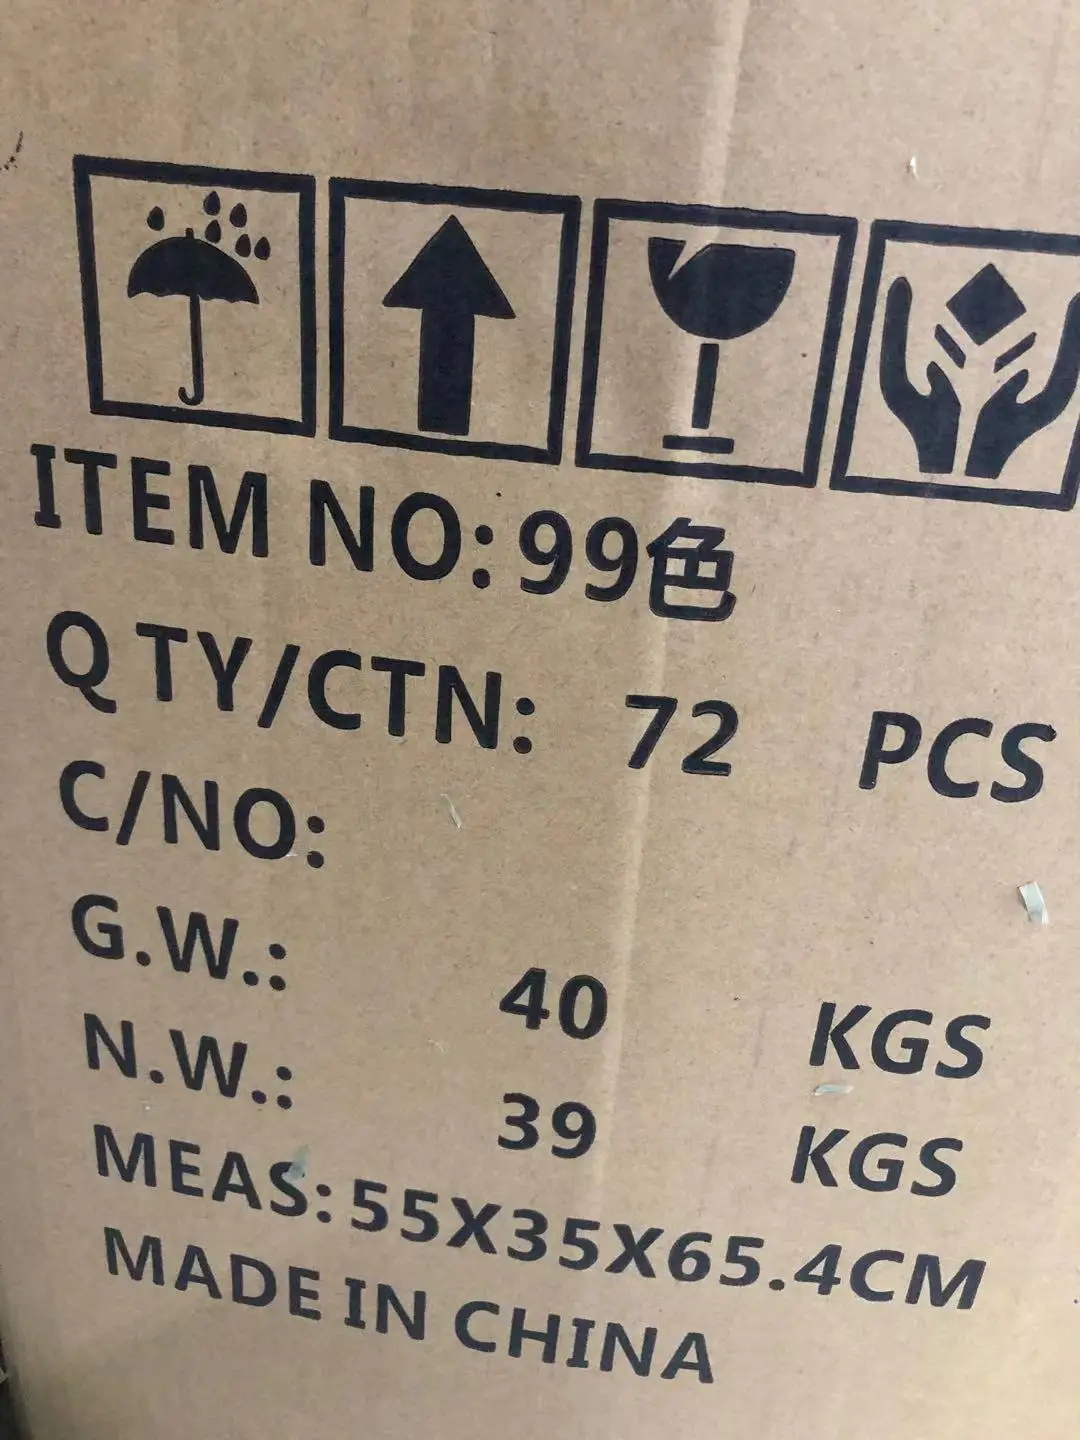 ITEM NO:99色
QTY/CTN: 72 PCS
C/NO:
G.W.: 40 KGS
N.W.: 39 KGS
MEAS:55X35X65.4CM
MADE IN CHINA